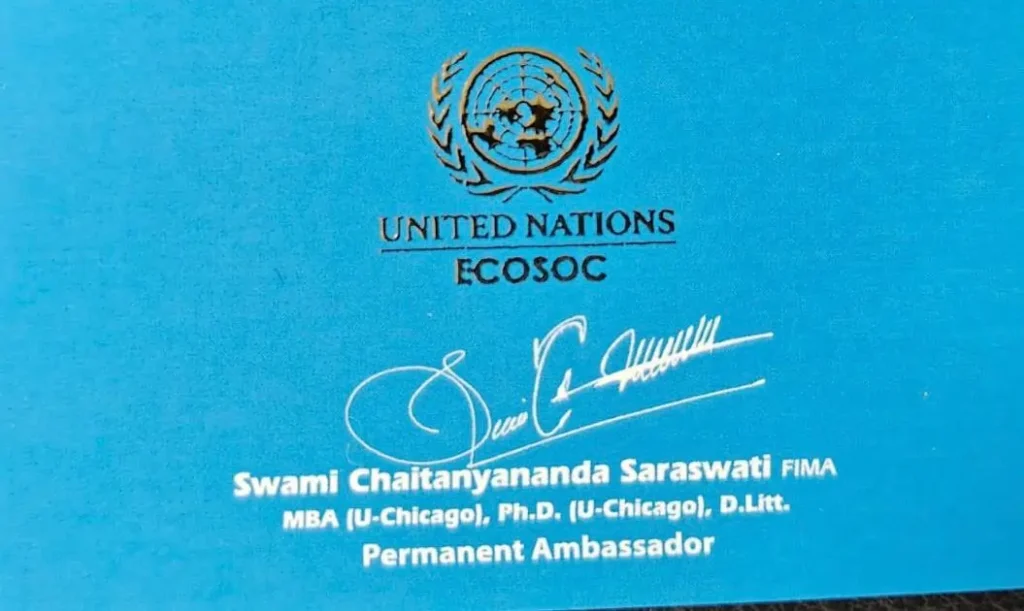 UNITED NATIONS
ECOSOC
Swami Chaitanyananda Saraswati FIMA
MBA (U-Chicago), Ph.D. (U-Chicago), D.Litt.
Permanent Ambassador